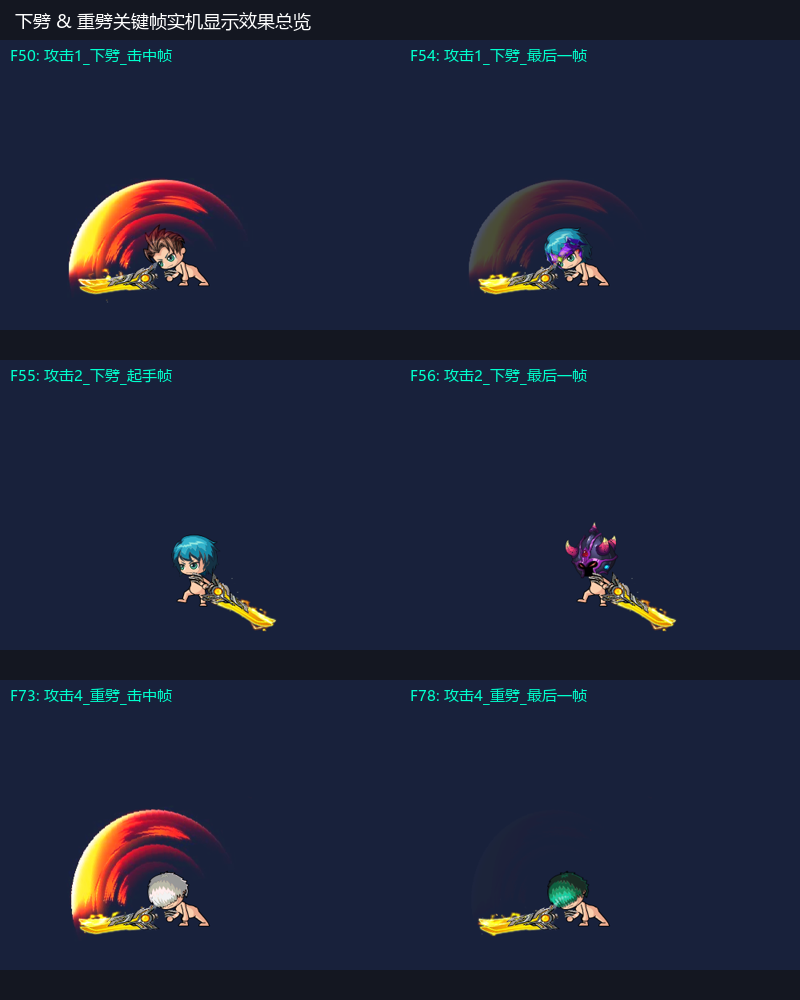 下劈 & 重劈关键帧实机显示效果总览
F50: 攻击1_下劈_击中帧
F54: 攻击1_下劈_最后一帧
F55: 攻击2_下劈_起手帧
F56: 攻击2_下劈_最后一帧
F73: 攻击4_重劈_击中帧
F78: 攻击4_重劈_最后一帧